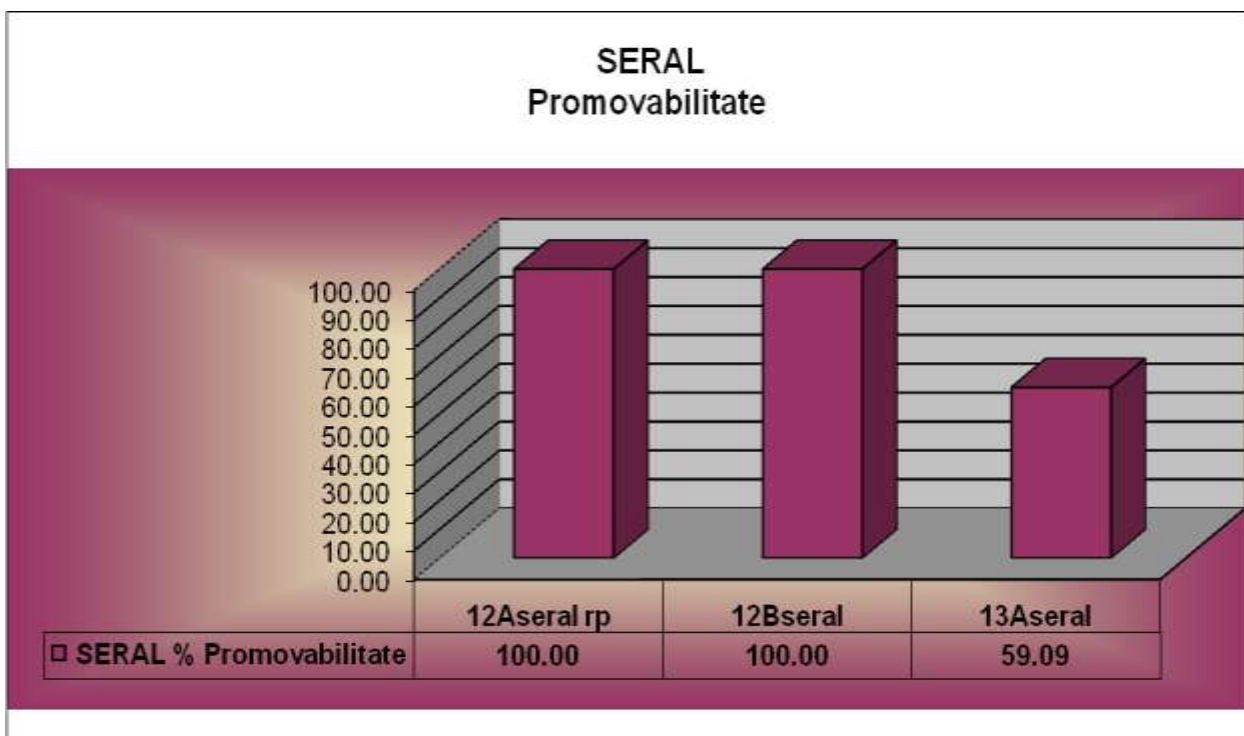 SERAL
Promovabilitate
100.00
90.00
80.00
70.00
60.00
50.00
40.00
30.00
20.00
10.00
0.00
12Aseral rp 12Bseral 13Aseral
SERAL % Promovabilitate 100.00 100.00 59.09